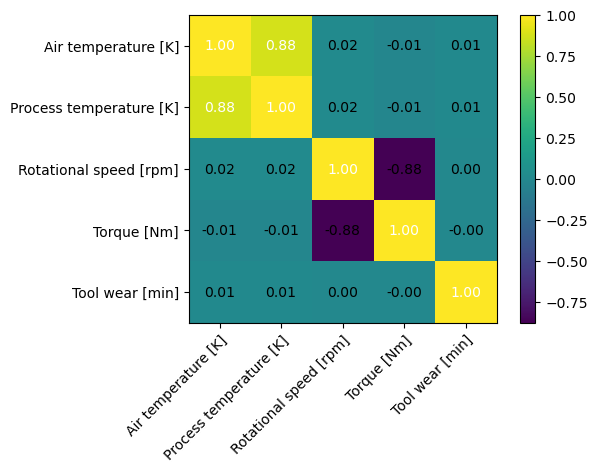 Air temperature [K] 1.00 0.88 0.02 -0.01 0.01
Process temperature [K] 0.88 1.00 0.02 -0.01 0.01
Rotational speed [rpm] 0.02 0.02 1.00 -0.88 0.00
Torque [Nm] -0.01 -0.01 -0.88 1.00 -0.00
Tool wear [min] 0.01 0.01 0.00 -0.00 1.00
Air temperature [K]
Process temperature [K]
Rotational speed [rpm]
Torque [Nm]
Tool wear [min]
1.00
0.75
0.50
0.25
0.00
−0.25
−0.50
−0.75